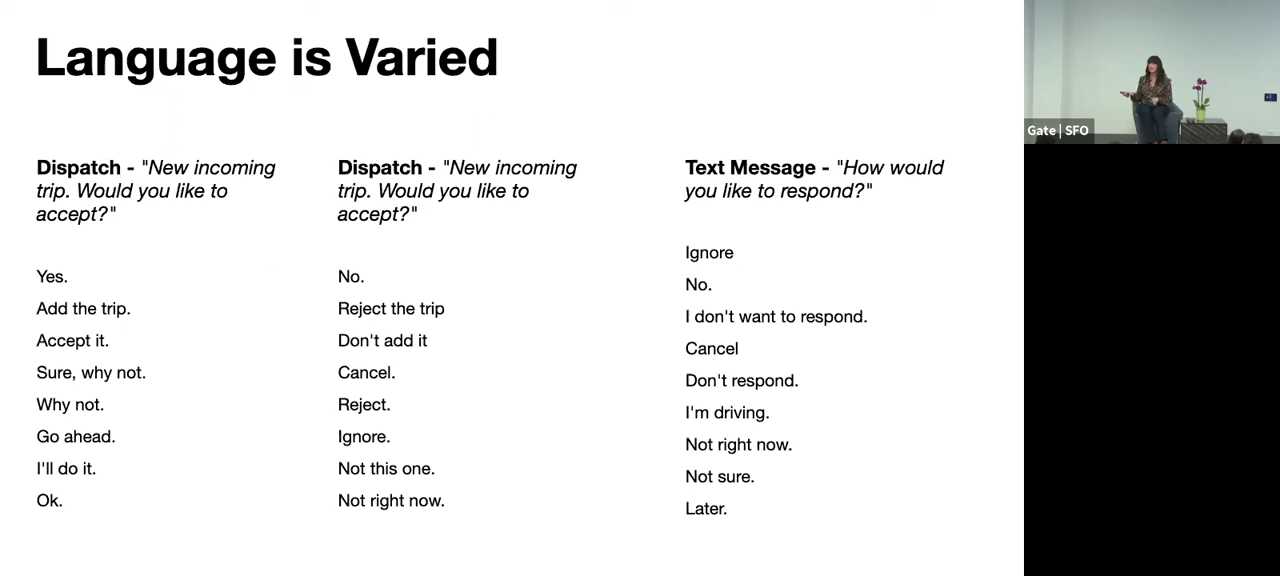 Language is Varied
Dispatch - "New incoming
trip. Would you like to
accept?"
Yes.
Add the trip.
Accept it.
Sure, why not.
Why not.
Go ahead.
I'll do it.
Ok.
Dispatch - "New incoming
trip. Would you like to
accept?"
No.
Reject the trip
Don't add it
Cancel.
Reject.
Ignore.
Not this one.
Not right now.
Text Message - "How would
you like to respond?"
Ignore
No.
I don't want to respond.
Cancel
Don't respond.
I'm driving.
Not right now.
Not sure.
Later.
Gate | SFO